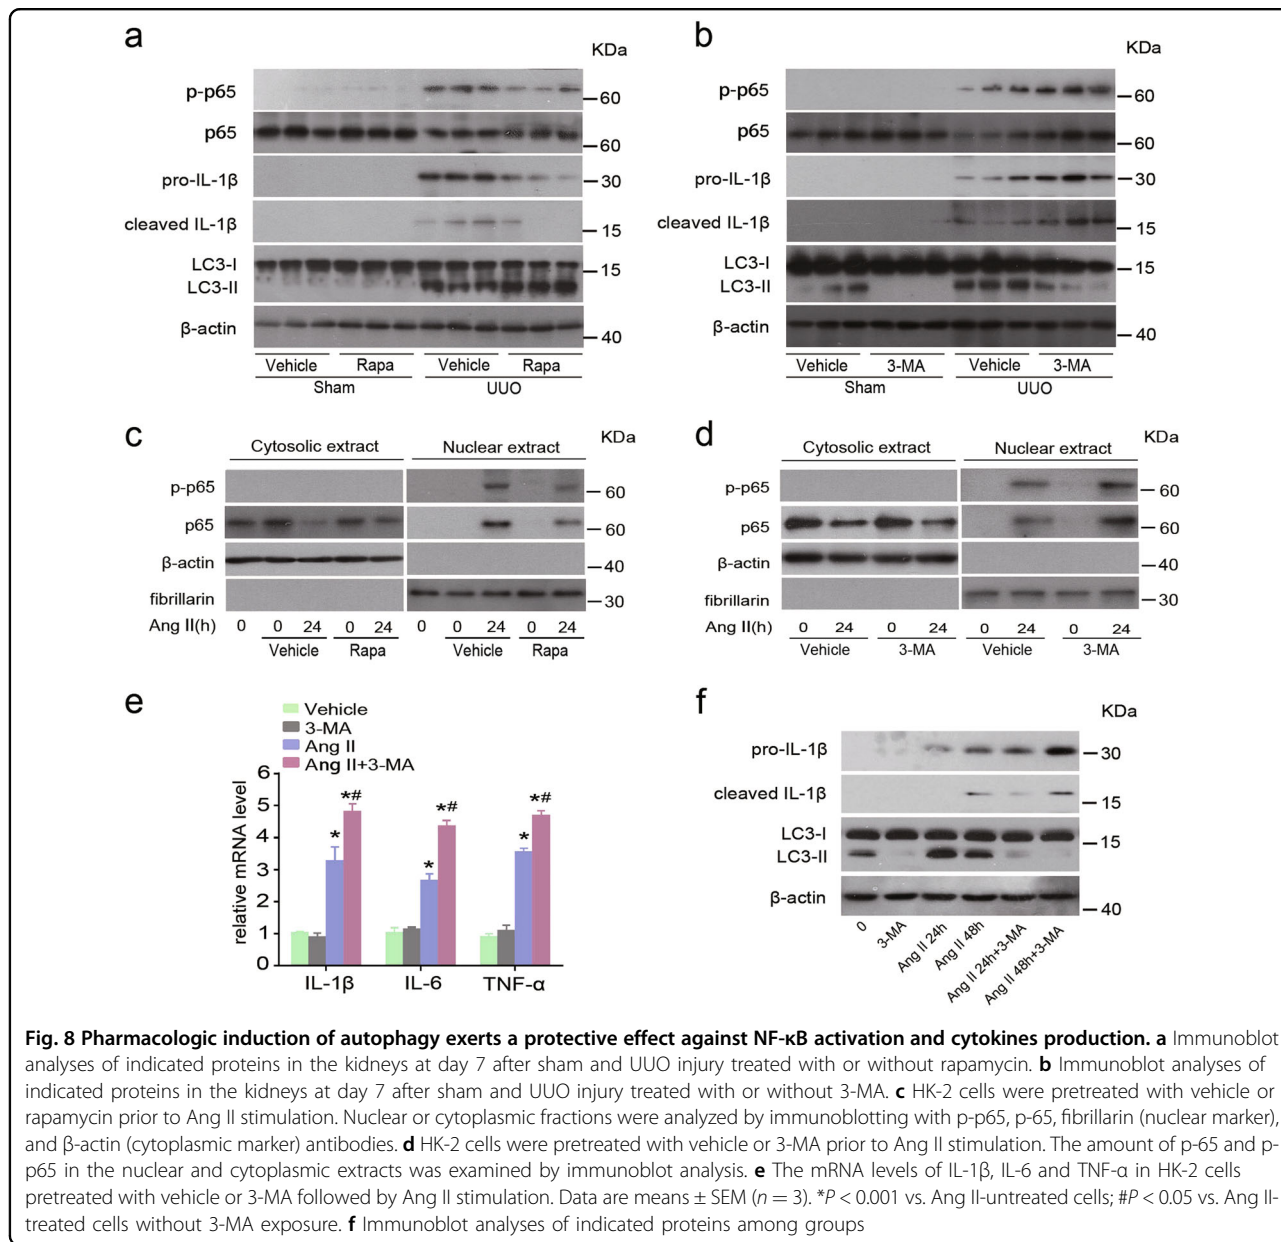 a
KDa
p-p65
60
p65
60
pro-IL-1β
30
cleaved IL-1β
15
LC3-I
15
LC3-II
β-actin
40
Vehicle Rapa Vehicle Rapa
Sham UUO
b
KDa
p-p65
60
p65
60
pro-IL-1β
30
cleaved IL-1β
15
LC3-I
15
LC3-II
β-actin
40
Vehicle 3-MA Vehicle 3-MA
Sham UUO
c
Cytosolic extract Nuclear extract KDa
p-p65
60
p65
60
β-actin
40
fibrillarin
30
Ang II(h) 0 0 24 0 24 0 0 24 0 24
Vehicle Rapa Vehicle Rapa
d
Cytosolic extract Nuclear extract KDa
p-p65
60
p65
60
β-actin
40
fibrillarin
30
Ang II(h) 0 24 0 24 0 24 0 24
Vehicle 3-MA Vehicle 3-MA
e
Vehicle
3-MA
Ang II
Ang II+3-MA
relative mRNA level
6
5
4
3
2
1
0
* *# * *# * *#
IL-1β IL-6 TNF-α
f
KDa
pro-IL-1β
30
cleaved IL-1β
15
LC3-I
15
LC3-II
β-actin
40
0
3-MA
Ang II 24h
Ang II 48h
Ang II 24h+3-MA
Ang II 48h+3-MA
Fig. 8 Pharmacologic induction of autophagy exerts a protective effect against NF-κB activation and cytokines production. a Immunoblot
analyses of indicated proteins in the kidneys at day 7 after sham and UUO injury treated with or without rapamycin. b Immunoblot analyses of
indicated proteins in the kidneys at day 7 after sham and UUO injury treated with or without 3-MA. c HK-2 cells were pretreated with vehicle or
rapamycin prior to Ang II stimulation. Nuclear or cytoplasmic fractions were analyzed by immunoblotting with p-p65, p-65, fibrillarin (nuclear marker),
and β-actin (cytoplasmic marker) antibodies. d HK-2 cells were pretreated with vehicle or 3-MA prior to Ang II stimulation. The amount of p-65 and p-
p65 in the nuclear and cytoplasmic extracts was examined by immunoblot analysis. e The mRNA levels of IL-1β, IL-6 and TNF-α in HK-2 cells
pretreated with vehicle or 3-MA followed by Ang II stimulation. Data are means ± SEM (n = 3). *P < 0.001 vs. Ang II-untreated cells; #P < 0.05 vs. Ang II-
treated cells without 3-MA exposure. f Immunoblot analyses of indicated proteins among groups